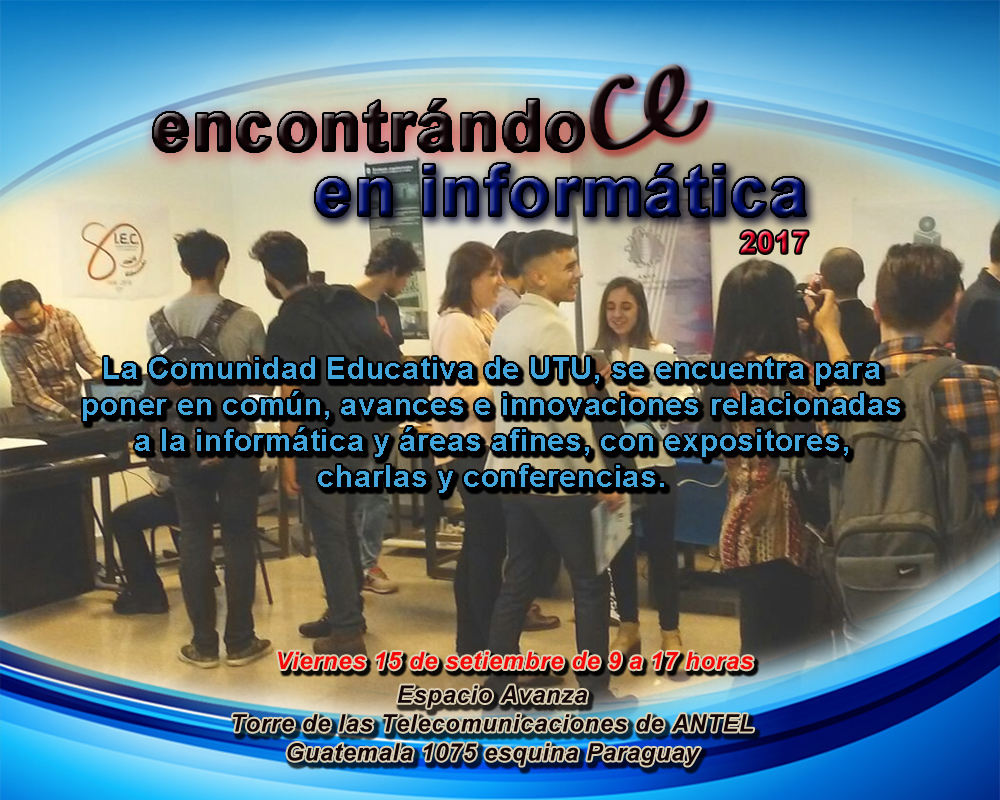 encontrándoce
en informática
2017
I.E.C.
La Comunidad Educativa de UTU, se encuentra para
poner en común, avances e innovaciones relacionadas
a la informática y áreas afines, con expositores,
charlas y conferencias.
Viernes 15 de setiembre de 9 a 17 horas
Espacio Avanza
Torre de las Telecomunicaciones de ANTEL
Guatemala 1075 esquina Paraguay